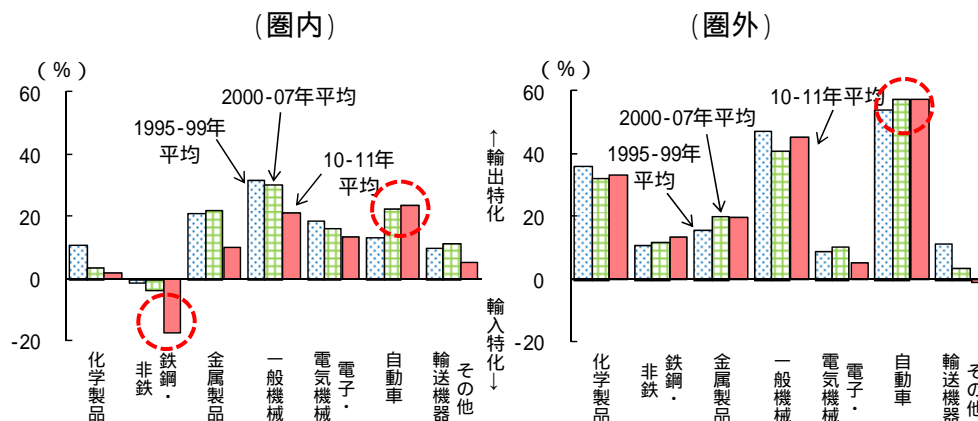 (圏内)
(%)
60
40
20
0
-20
2000-07年平均
1995-99年
平均
10-11年
平均
←輸出特化
輸入特化→
化学製品
鉄鋼・
非鉄
金属製品
一般機械
電子・
電気機械
自動車
その他
輸送機器
(圏外)
(%)
60
40
20
0
-20
10-11年平均
2000-07年平均
1995-99年
平均
化学製品
鉄鋼・
非鉄
金属製品
一般機械
電子・
電気機械
自動車
その他
輸送機器